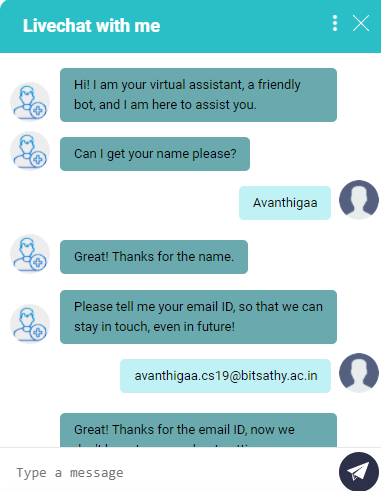 Livechat with me
Hi! I am your virtual assistant, a friendly
bot, and I am here to assist you.
Can I get your name please?
Avanthigaa
Great! Thanks for the name.
Please tell me your email ID, so that we can
stay in touch, even in future!
avanthigaa.cs19@bitsathy.ac.in
Great! Thanks for the email ID, now we
Type a message